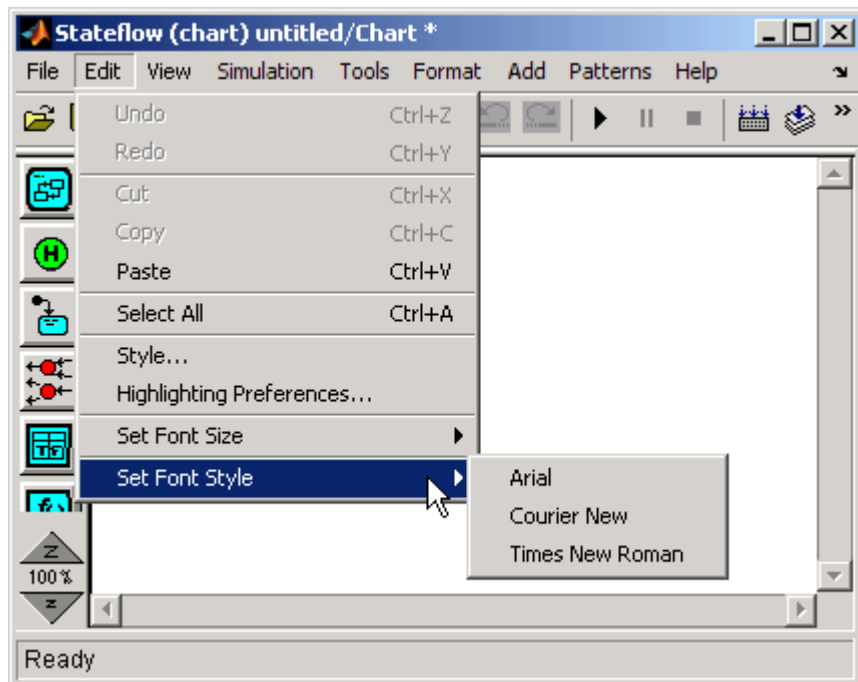 Stateflow (chart) untitled/Chart *
File Edit View Simulation Tools Format Add Patterns Help
Undo Ctrl+Z
Redo Ctrl+Y
Cut Ctrl+X
Copy Ctrl+C
H
Paste Ctrl+V
Select All Ctrl+A
Style...
Highlighting Preferences...
Set Font Size
Set Font Style
Arial
Courier New
Times New Roman
Z
100%
z
Ready